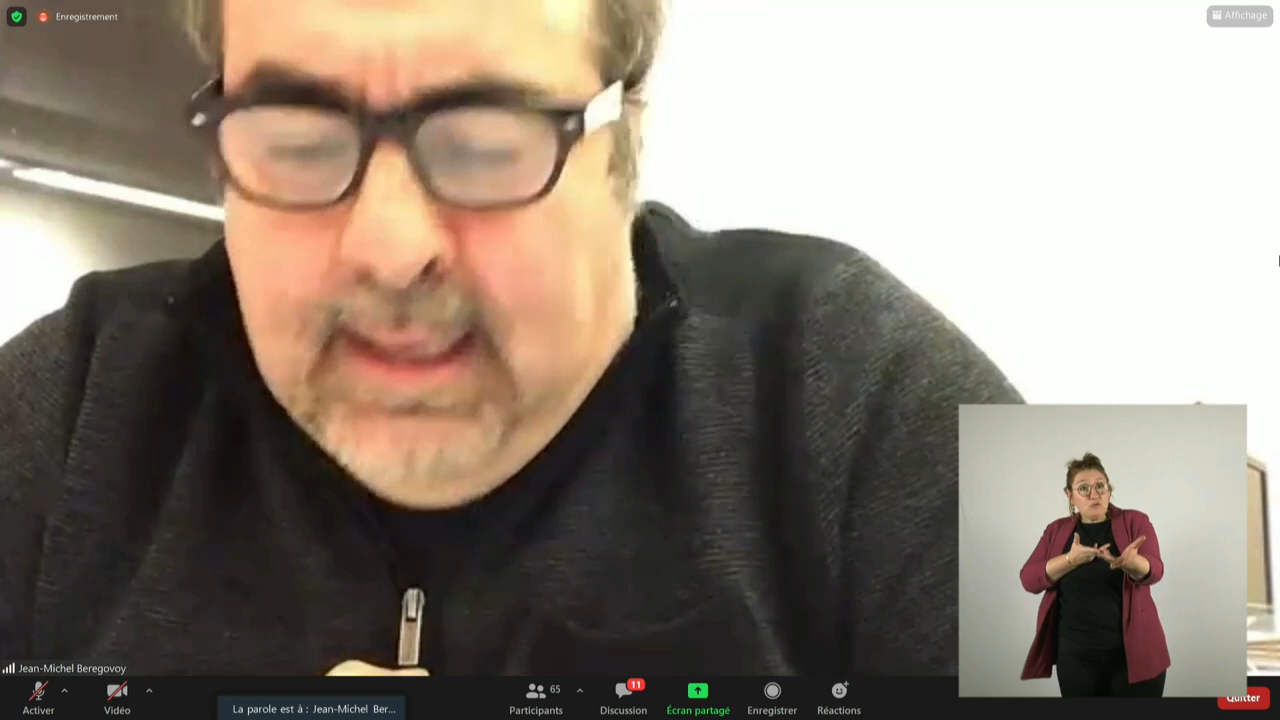 Enregistrement
Affichage
Jean-Michel Beregovoy
Activer
Vidéo
La parole est à : Jean-Michel Ber...
65
Participants
11
Discussion
Écran partagé
Enregistrer
Réactions
Quitter